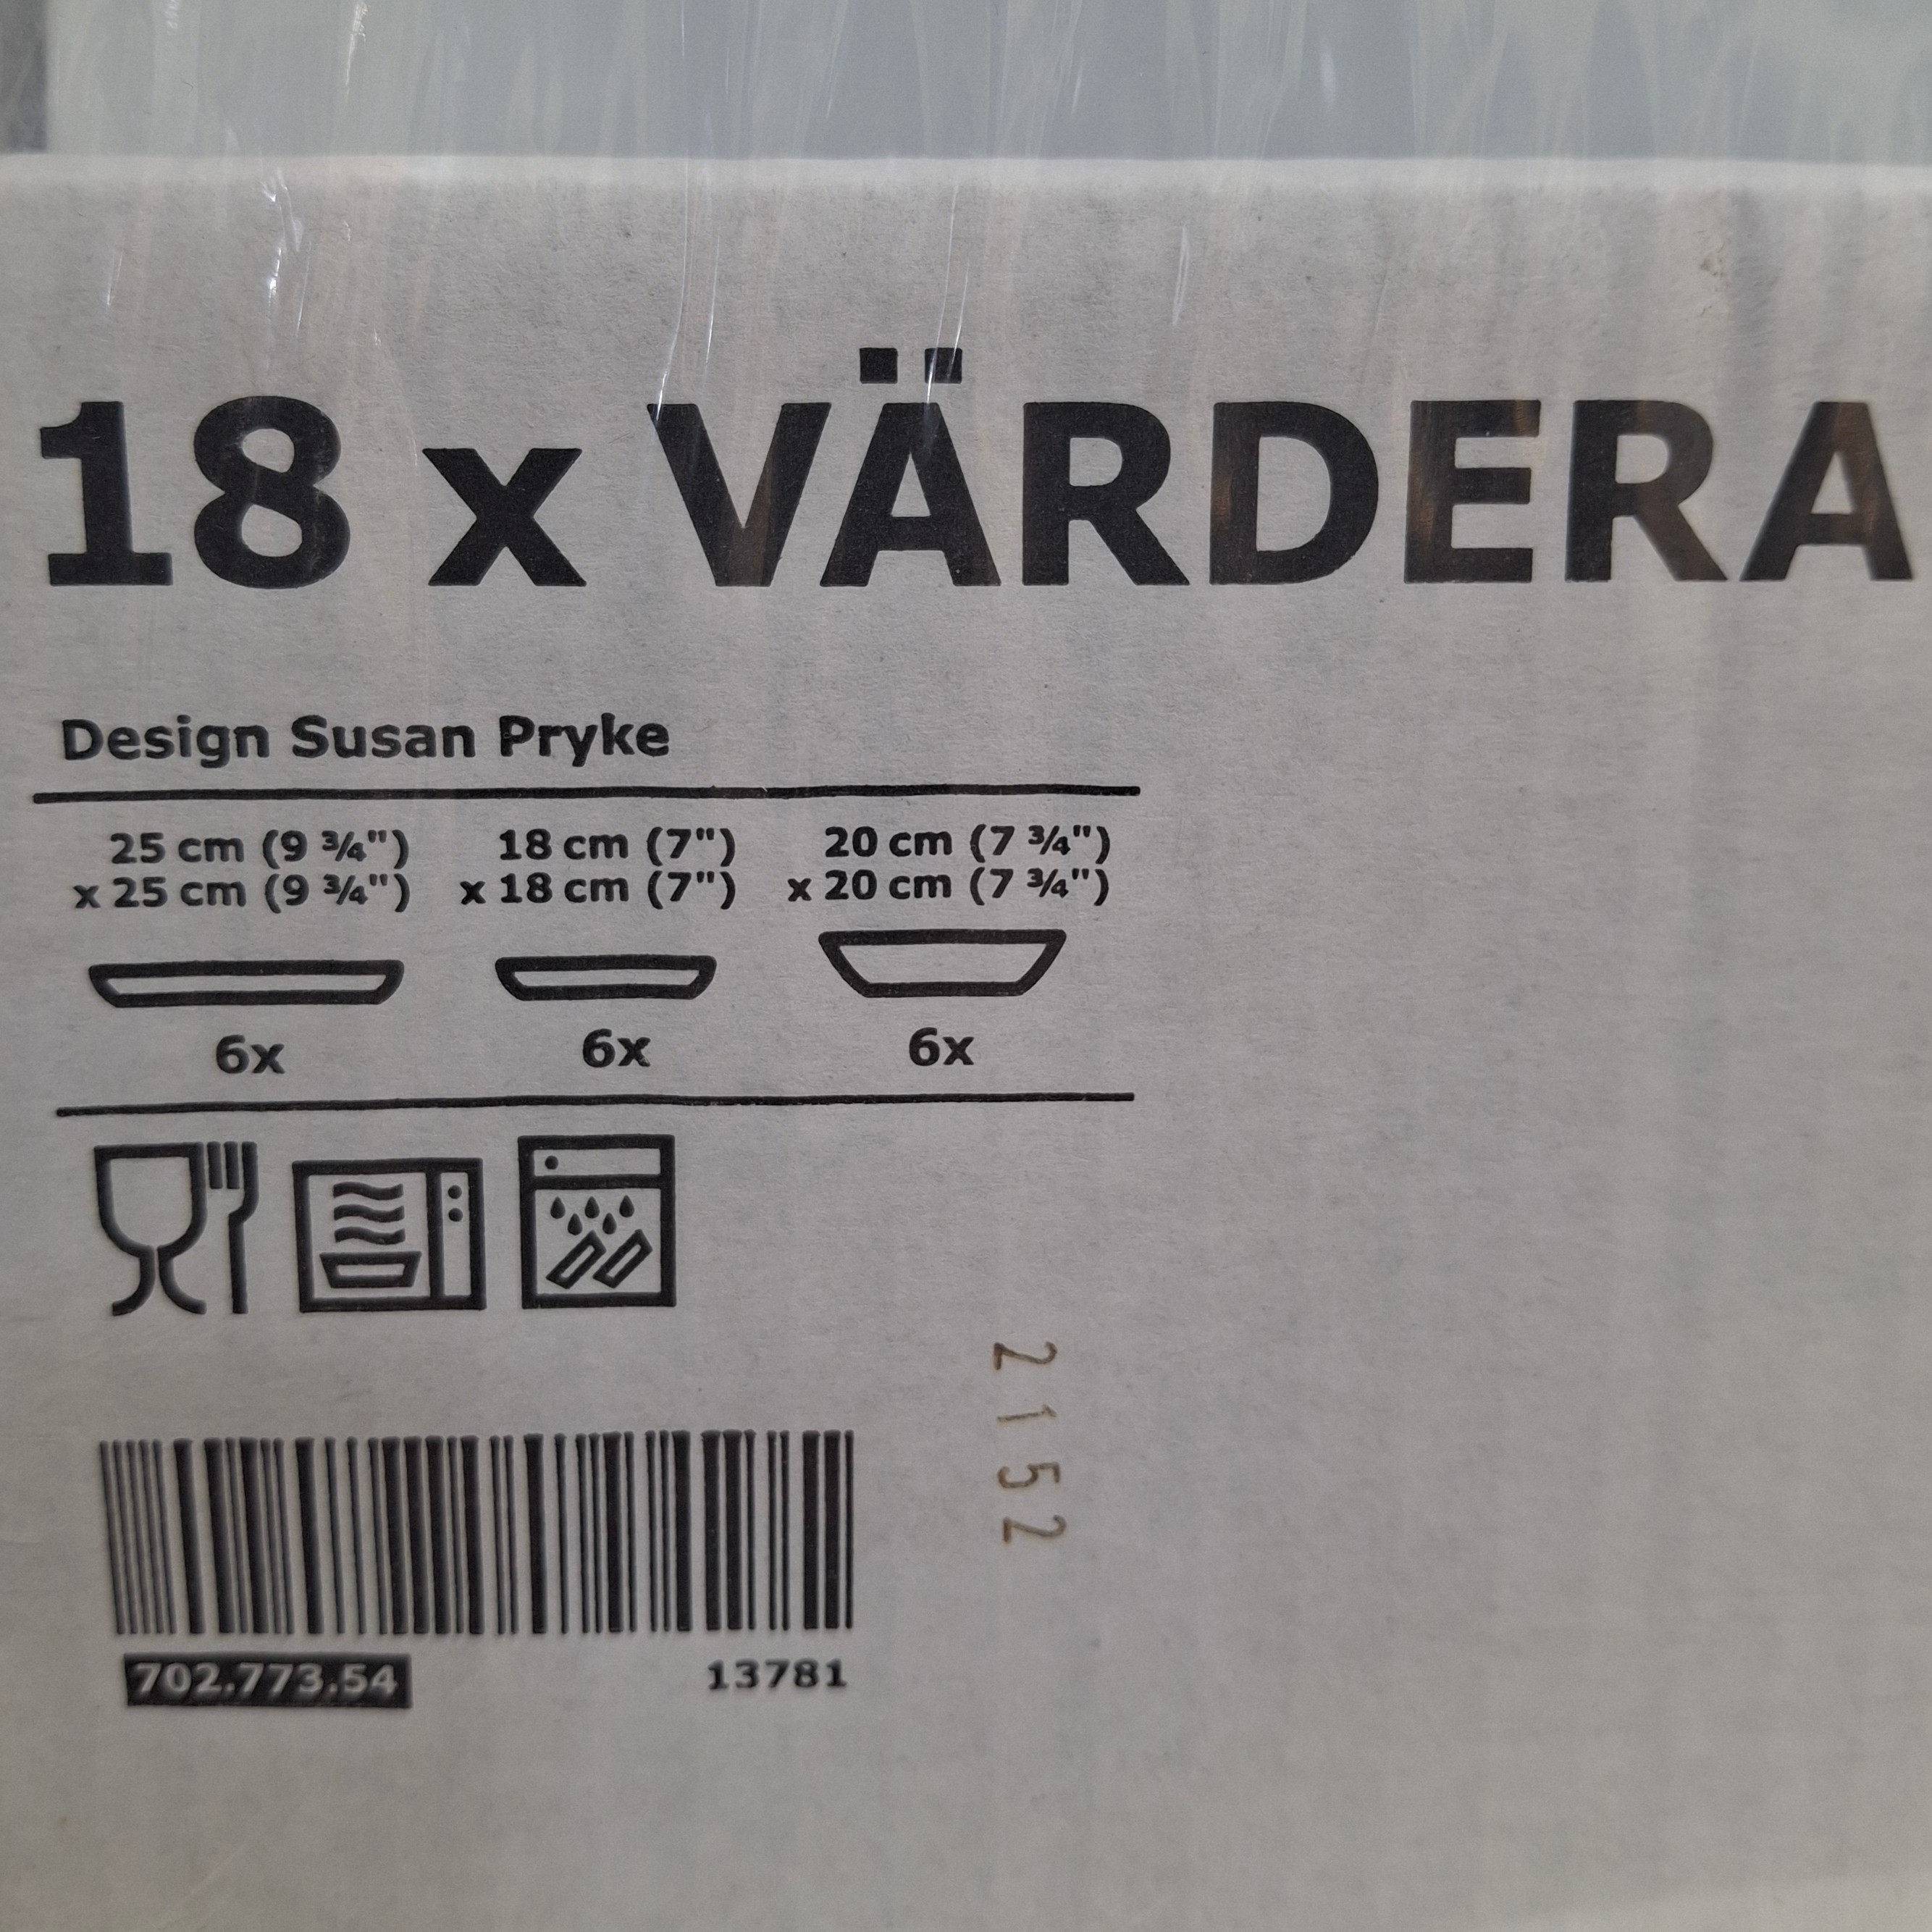 18 x VÄRDERA
Design Susan Pryke
25 cm (9 ¾") 18 cm (7") 20 cm (7 ¾")
x 25 cm (9 ¾") x 18 cm (7") x 20 cm (7 ¾")
6x 6x 6x
2152
702.773.54 13781